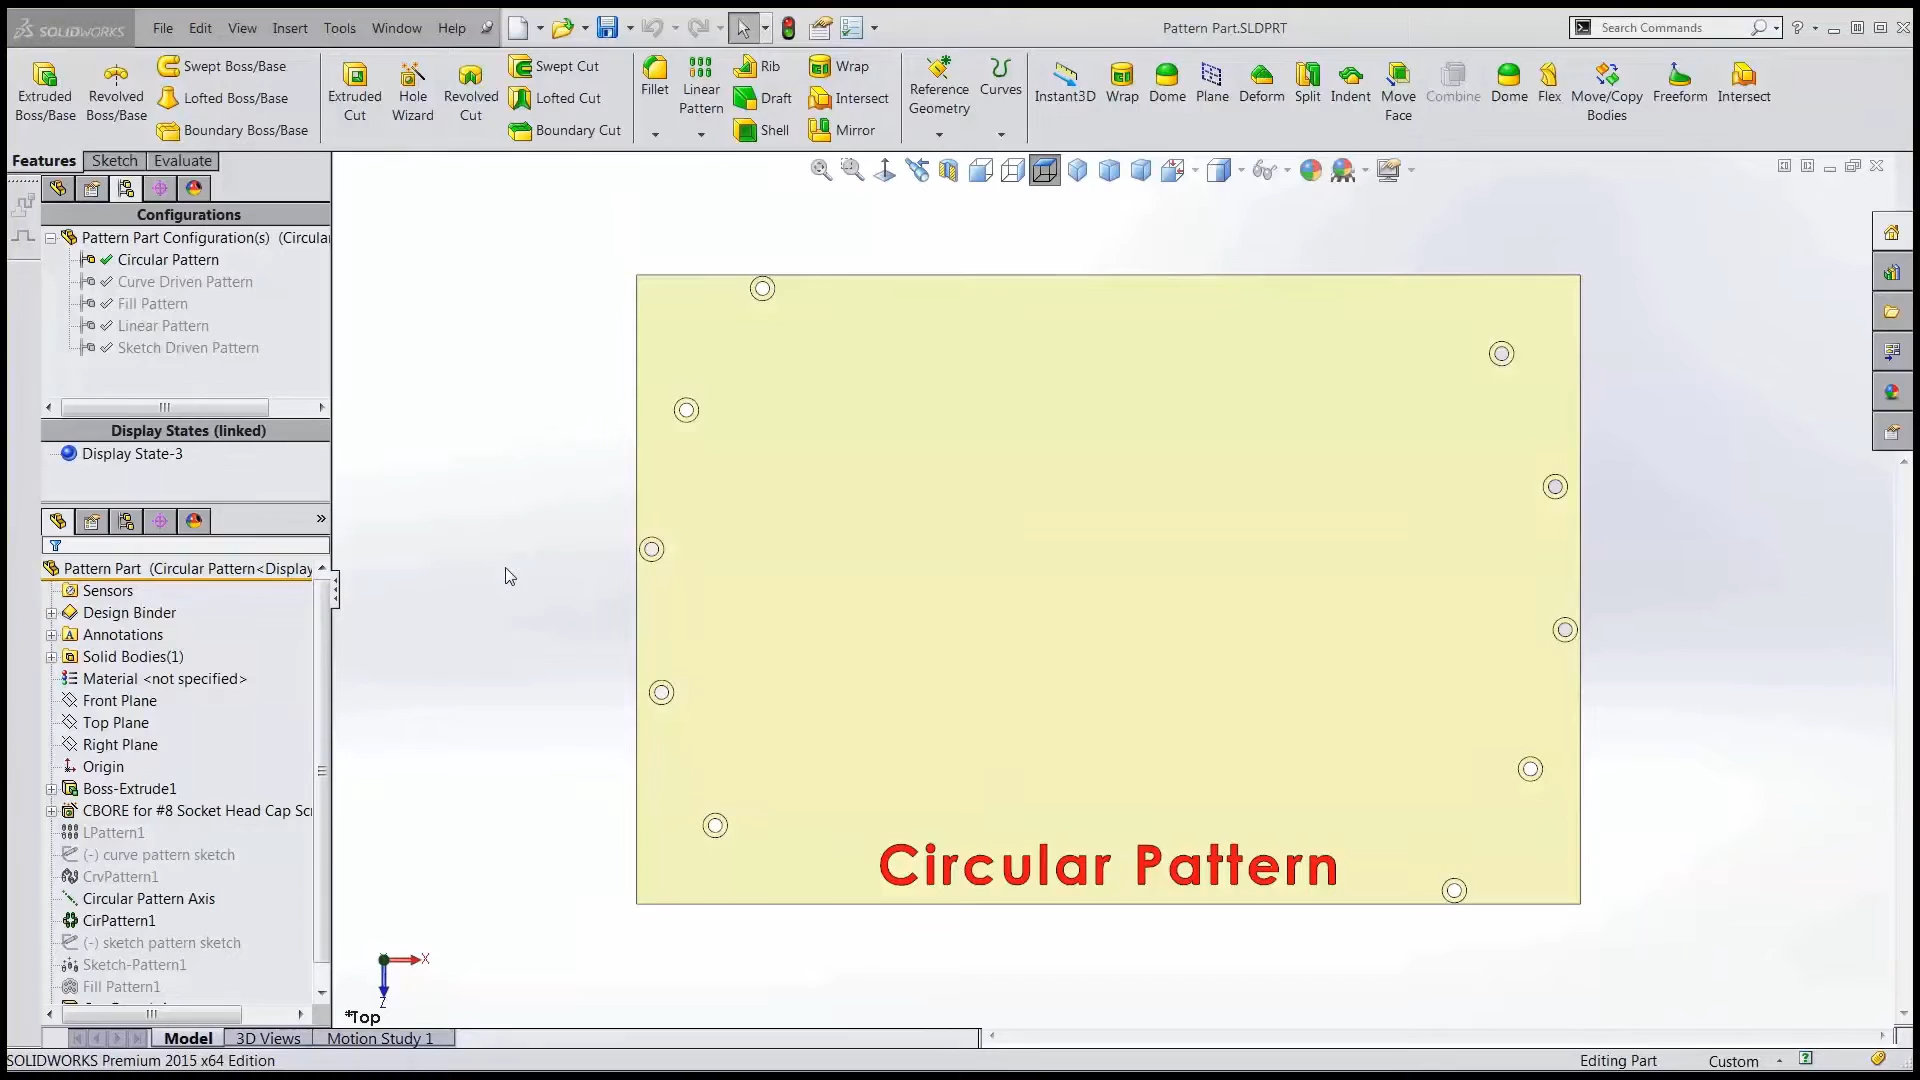 SOLIDWORKS File Edit View Insert Tools Window Help Pattern Part.SLDPRT Search Commands ?
Extruded Boss/Base
Revolved Boss/Base
Swept Boss/Base
Lofted Boss/Base
Boundary Boss/Base
Extruded Cut
Hole Wizard
Revolved Cut
Swept Cut
Lofted Cut
Boundary Cut
Fillet
Linear Pattern
Rib
Draft
Shell
Wrap
Intersect
Mirror
Reference Geometry
Curves
Instant3D
Wrap
Dome
Plane
Deform
Split
Indent
Move Face
Combine
Dome
Flex
Move/Copy Bodies
Freeform
Intersect
Features Sketch Evaluate
Configurations
Pattern Part Configuration(s) (Circular
Circular Pattern
Curve Driven Pattern
Fill Pattern
Linear Pattern
Sketch Driven Pattern
Display States (linked)
Display State-3
»
Pattern Part (Circular Pattern<Display
Sensors
Design Binder
Annotations
Solid Bodies(1)
Material <not specified>
Front Plane
Top Plane
Right Plane
Origin
Boss-Extrude1
CBORE for #8 Socket Head Cap Scr
LPattern1
(-) curve pattern sketch
CrvPattern1
Circular Pattern Axis
CirPattern1
(-) sketch pattern sketch
Sketch-Pattern1
Fill Pattern1
Circular Pattern
X
Z
*Top
Model 3D Views Motion Study 1
SOLIDWORKS Premium 2015 x64 Edition Editing Part Custom ?